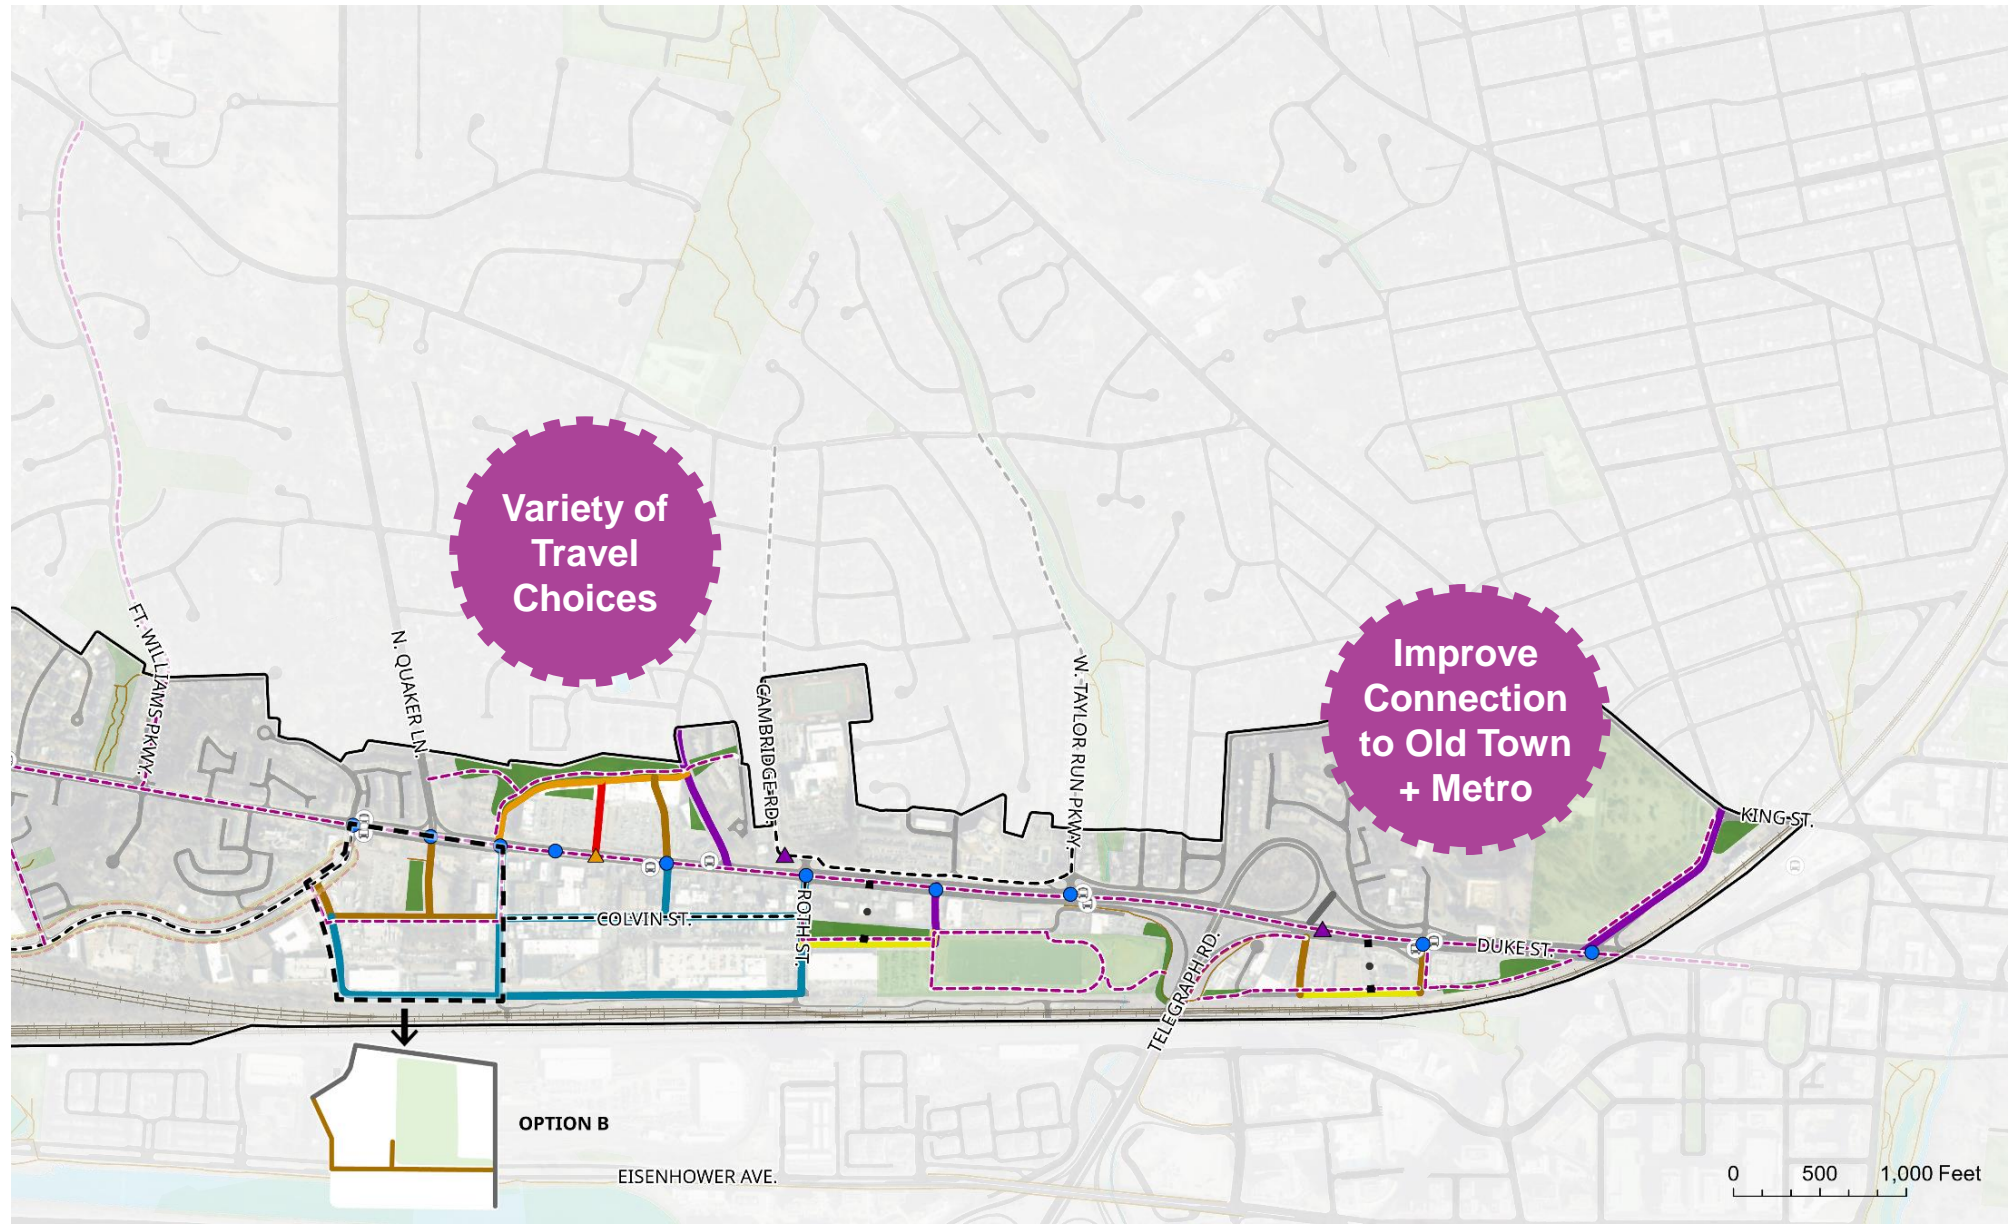 Variety of
Travel
Choices
Improve
Connection
to Old Town
+ Metro
FT. WILLIAMS PKWY.
N. QUAKER LN.
CAMBRIDGE RD.
W. TAYLOR RUN PKWY.
KING ST.
COLVIN ST.
ROTH ST.
DUKE ST.
TELEGRAPH RD.
OPTION B
EISENHOWER AVE.
0 500 1,000 Feet